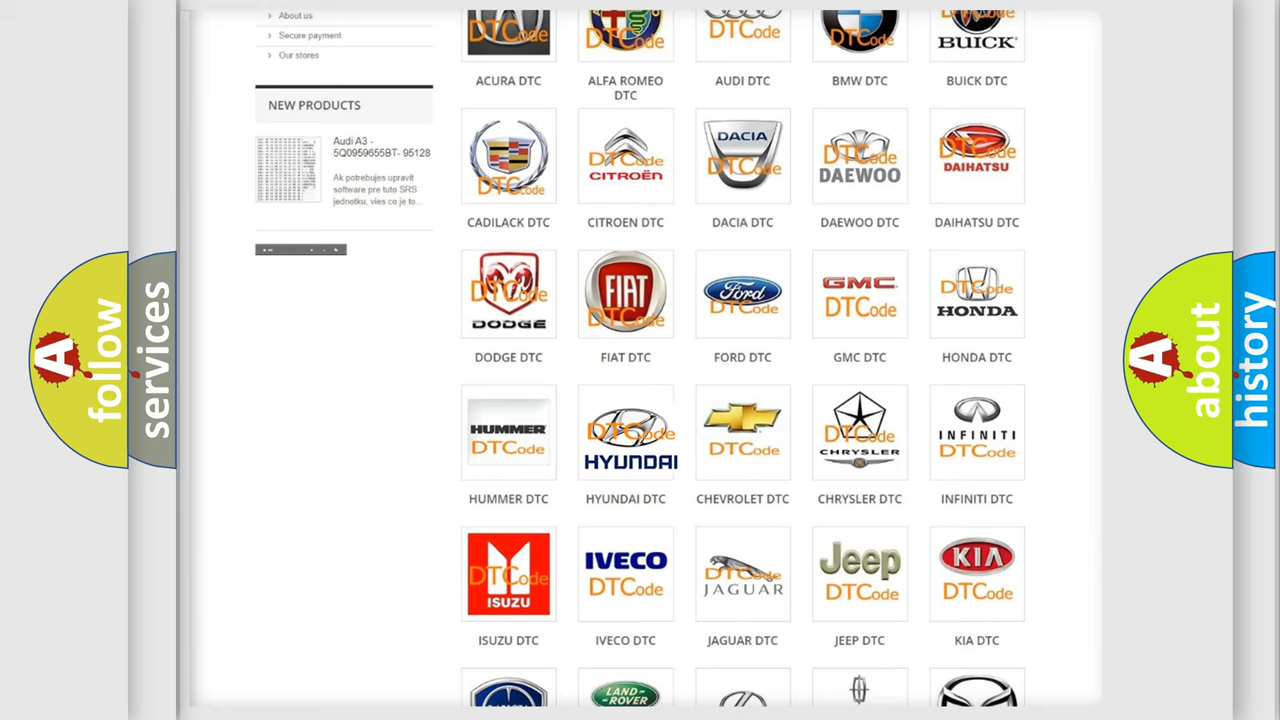 About us
Secure payment
Our stores
NEW PRODUCTS
Audi A3 -
5Q0959655BT- 95128
Ak potrebujes upravit
software pre tuto SRS
jednotku, vies co je to...
DTCode DTCode DTCode DTCode BUICK
ACURA DTC
ALFA ROMEO
DTC
AUDI DTC
BMW DTC
BUICK DTC
DTCode
DTCode
CITROËN
DACIA
DTCode
DTCode
DAEWOO
DTCode
DAIHATSU
CADILACK DTC
CITROEN DTC
DACIA DTC
DAEWOO DTC
DAIHATSU DTC
DTCode
DODGE
FIAT
DTCode
Ford
DTCode
GMC
DTCode
DTCode
HONDA
DODGE DTC
FIAT DTC
FORD DTC
GMC DTC
HONDA DTC
HUMMER
DTCode
DTCode
HYUNDAI
DTCode
DTCode
CHRYSLER
INFINITI
DTCode
HUMMER DTC
HYUNDAI DTC
CHEVROLET DTC
CHRYSLER DTC
INFINITI DTC
DTCode
ISUZU
IVECO
DTCode
DTCode
JAGUAR
Jeep
DTCode
KIA
DTCode
ISUZU DTC
IVECO DTC
JAGUAR DTC
JEEP DTC
KIA DTC
LAND-
ROVER
A
follow
services
A
about
history